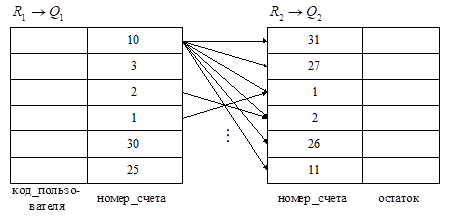 R₁ → Q₁ R₂ → Q₂
10 31
3 27
2 1
1 2
30 26
25 11
код_пользо-
вателя номер_счета номер_счета остаток